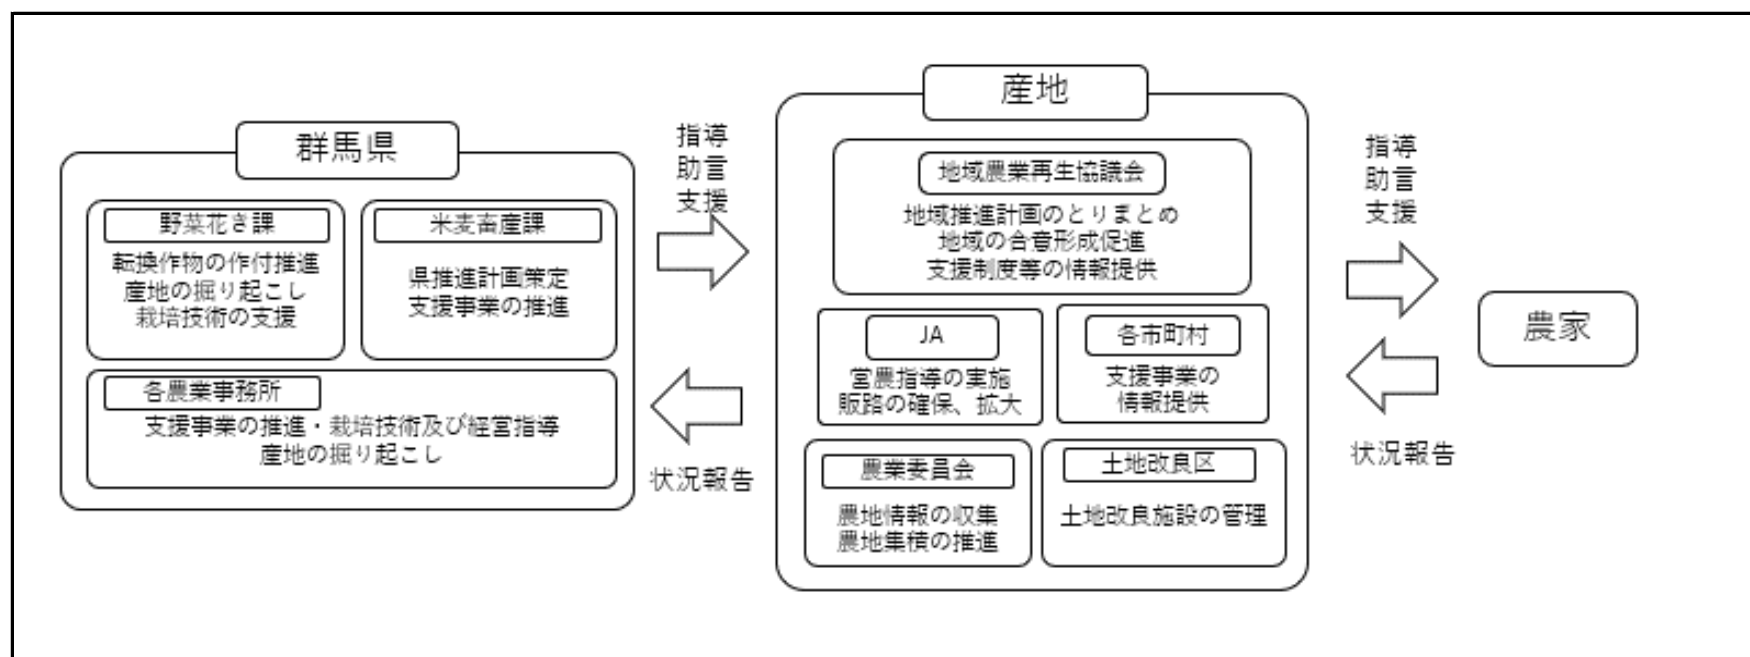 群馬県
野菜花き課
転換作物の作付推進
産地の掘り起こし
栽培技術の支援
米麦畜産課
県推進計画策定
支援事業の推進
各農業事務所
支援事業の推進・栽培技術及び経営指導
産地の掘り起こし
指導
助言
支援
状況報告
産地
地域農業再生協議会
地域推進計画のとりまとめ
地域の合意形成促進
支援制度等の情報提供
JA
営農指導の実施
販路の確保、拡大
各市町村
支援事業の
情報提供
農業委員会
農地情報の収集
農地集積の推進
土地改良区
土地改良施設の管理
指導
助言
支援
状況報告
農家